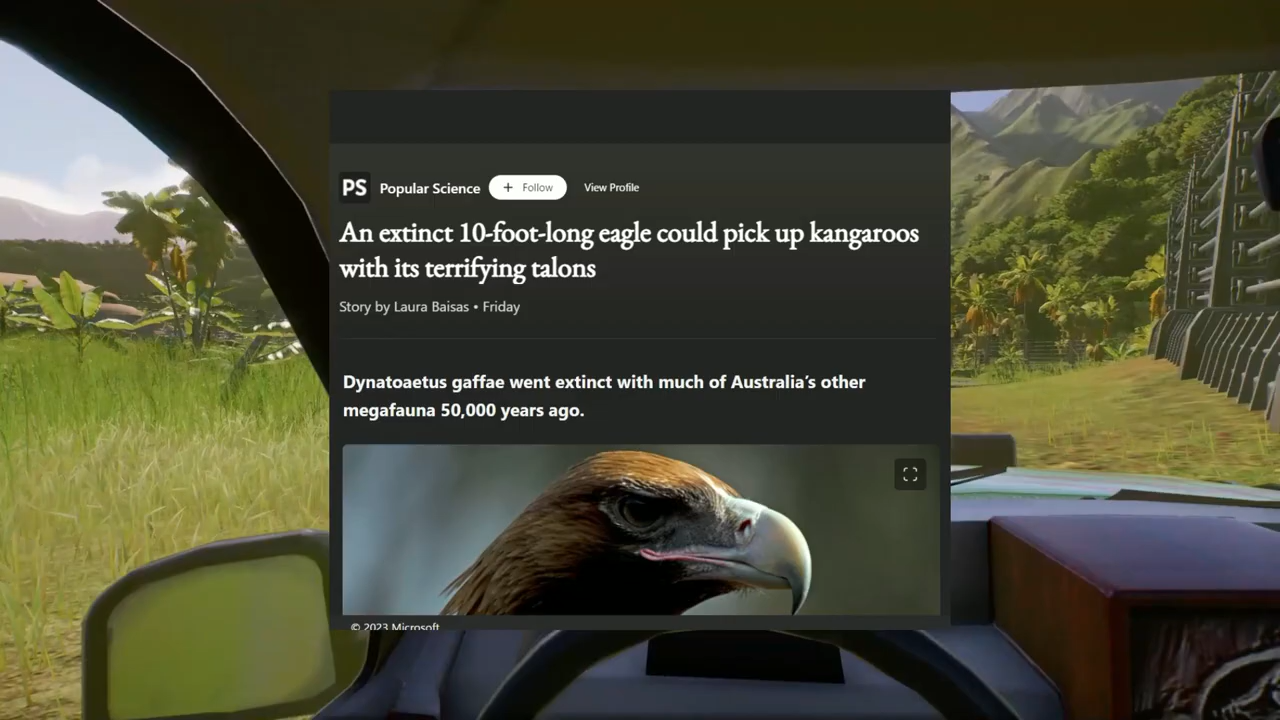 PS Popular Science + Follow View Profile
An extinct 10-foot-long eagle could pick up kangaroos
with its terrifying talons
Story by Laura Baisas • Friday
Dynatoaetus gaffae went extinct with much of Australia's other
megafauna 50,000 years ago.
© 2023 Microsoft